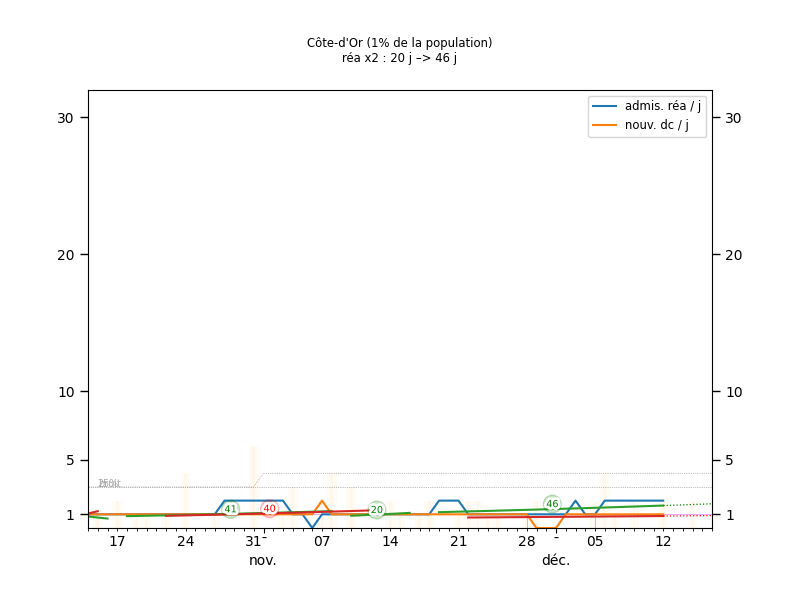 Côte-d'Or (1% de la population)
réa x2 : 20 j –> 46 j
admis. réa / j
nouv. dc / j
30 30
20 20
10 10
5 5
1 1
41 40 20 46
17 24 31 07 14 21 28 05 12
nov. déc.